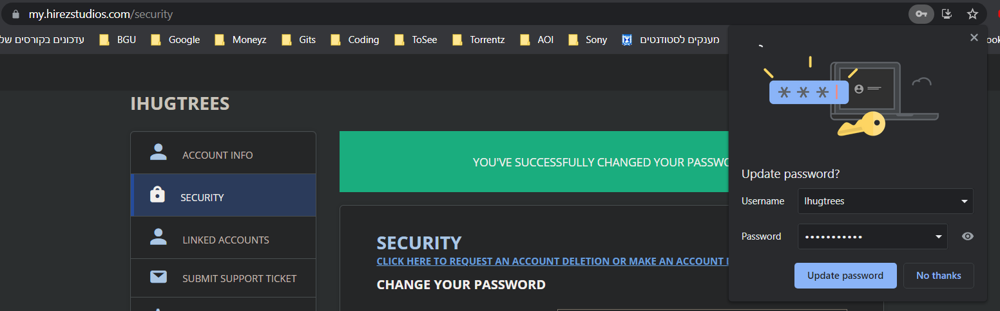 my.hirezstudios.com/security
עדכונים בקורסים של
BGU
Google
Moneyz
Gits
Coding
ToSee
Torrentz
AOI
Sony
מענקים לסטודנטים
IHUGTREES
ACCOUNT INFO
SECURITY
LINKED ACCOUNTS
SUBMIT SUPPORT TICKET
YOU'VE SUCCESSFULLY CHANGED YOUR
SECURITY
CLICK HERE TO REQUEST AN ACCOUNT DELETION OR MAKE AN ACCOUNT
CHANGE YOUR PASSWORD
Update password?
Username
Ihugtrees
Password
•••••••••••
Update password
No thanks